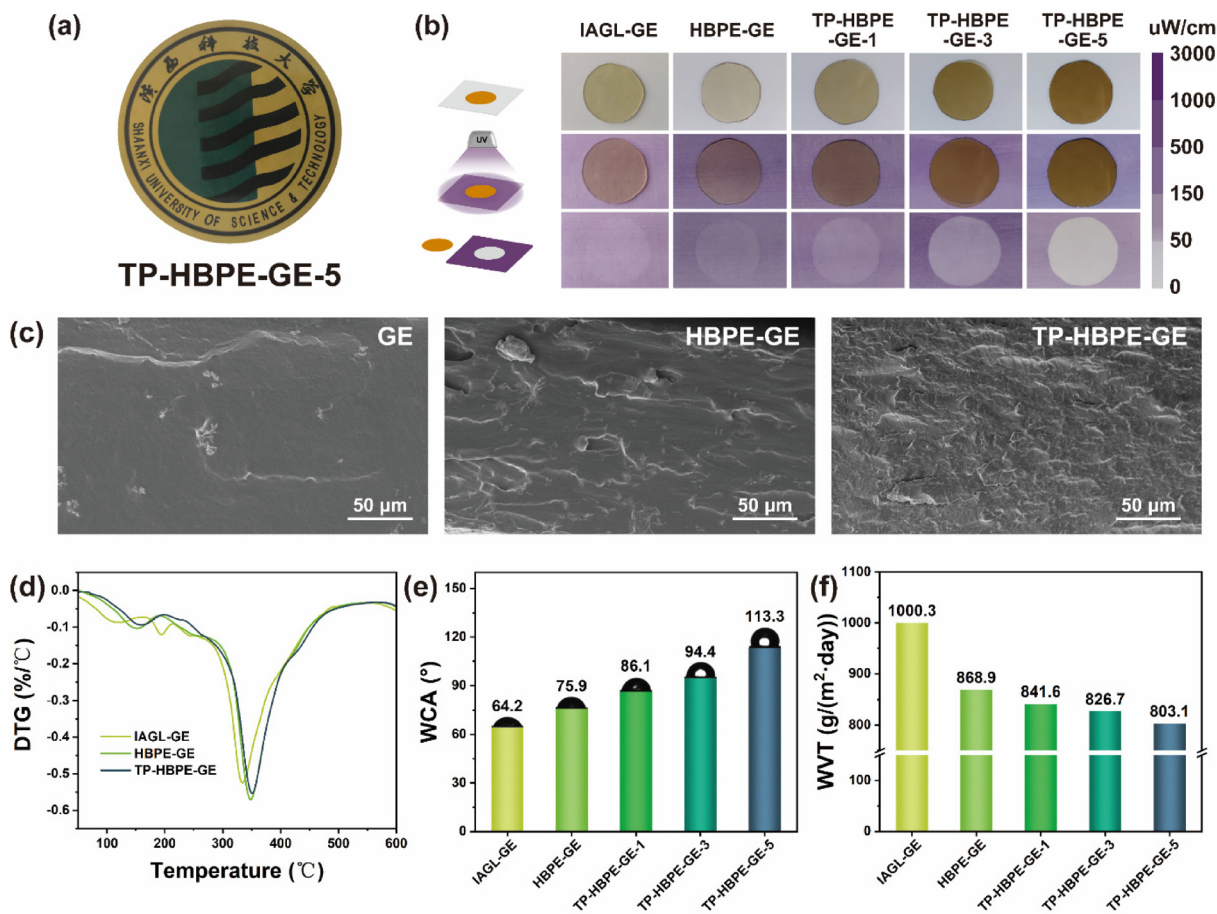 (a)
陕西科技大学
SHANXI UNIVERSITY OF SCIENCE & TECHNOLOGY
TP-HBPE-GE-5
(b)
IAGL-GE
HBPE-GE
TP-HBPE
-GE-1
TP-HBPE
-GE-3
TP-HBPE
-GE-5
uW/cm
3000
1000
500
150
50
0
UV
(c)
GE
50 μm
HBPE-GE
50 μm
TP-HBPE-GE
50 μm
(d)
0.0
-0.1
-0.2
-0.3
-0.4
-0.5
-0.6
DTG (%/℃)
IAGL-GE
HBPE-GE
TP-HBPE-GE
100
200
300
400
500
600
Temperature (℃)
(e)
150
120
90
60
30
0
WCA (°)
64.2
75.9
86.1
94.4
113.3
IAGL-GE
HBPE-GE
TP-HBPE-GE-1
TP-HBPE-GE-3
TP-HBPE-GE-5
(f)
1100
1000
900
800
100
0
WVT (g/(m²·day))
1000.3
868.9
841.6
826.7
803.1
IAGL-GE
HBPE-GE
TP-HBPE-GE-1
TP-HBPE-GE-3
TP-HBPE-GE-5